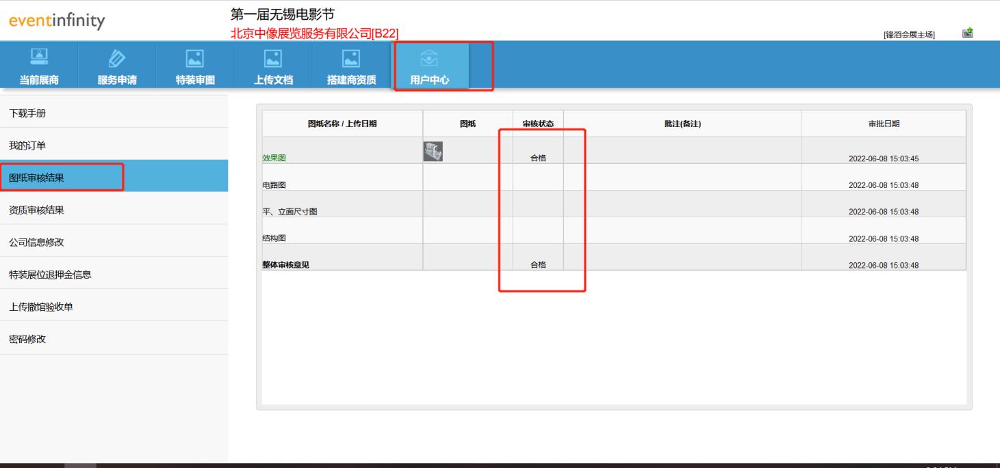 eventinfinity
第一届无锡电影节
北京中像展览服务有限公司[B22]
[锋滔会展主场]
当前展商 服务申请 特装审图 上传文档 搭建商资质 用户中心
下载手册
我的订单
图纸审核结果
资质审核结果
公司信息修改
特装展位退押金信息
上传撤馆验收单
密码修改
图纸名称 / 上传日期 图纸 审核状态 批注(备注) 审批日期
效果图 合格 2022-06-08 15:03:45
电路图 2022-06-08 15:03:48
平、立面尺寸图 2022-06-08 15:03:48
结构图 2022-06-08 15:03:48
整体审核意见 合格 2022-06-08 15:03:48